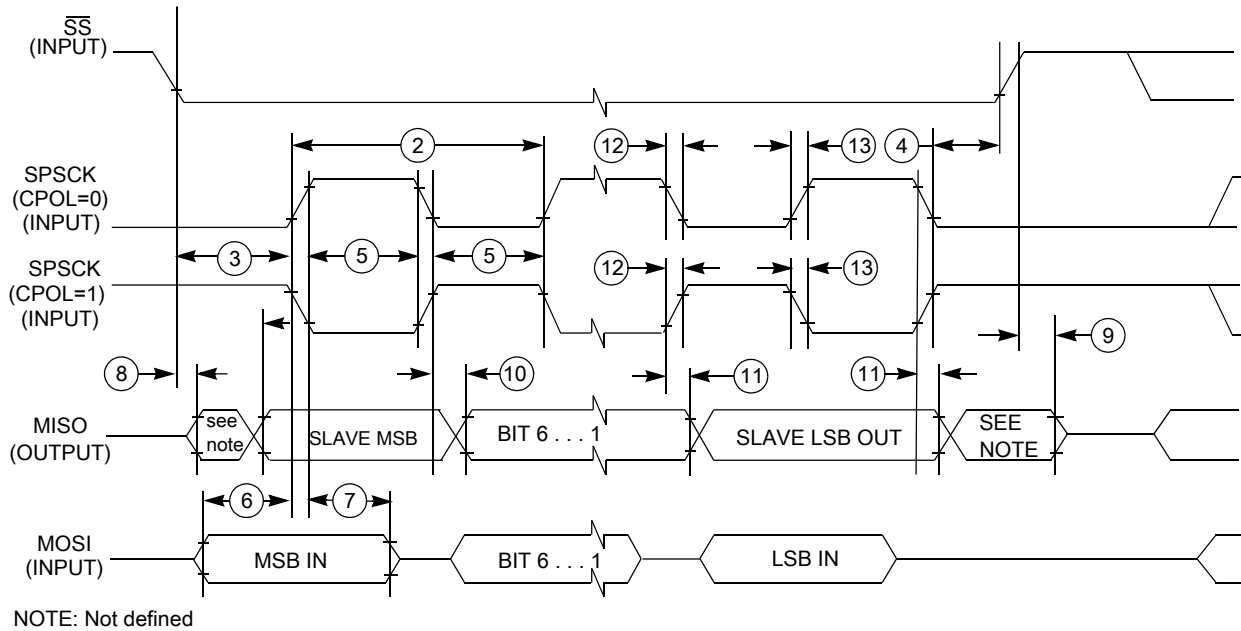 SS
(INPUT)
2
12
13
4
SPSCK
(CPOL=0)
(INPUT)
3
5
5
SPSCK
(CPOL=1)
(INPUT)
12
13
8
10
11
11
9
MISO
(OUTPUT)
see
note
SLAVE MSB
BIT 6 . . . 1
SLAVE LSB OUT
SEE
NOTE
6
7
MOSI
(INPUT)
MSB IN
BIT 6 . . . 1
LSB IN
NOTE: Not defined